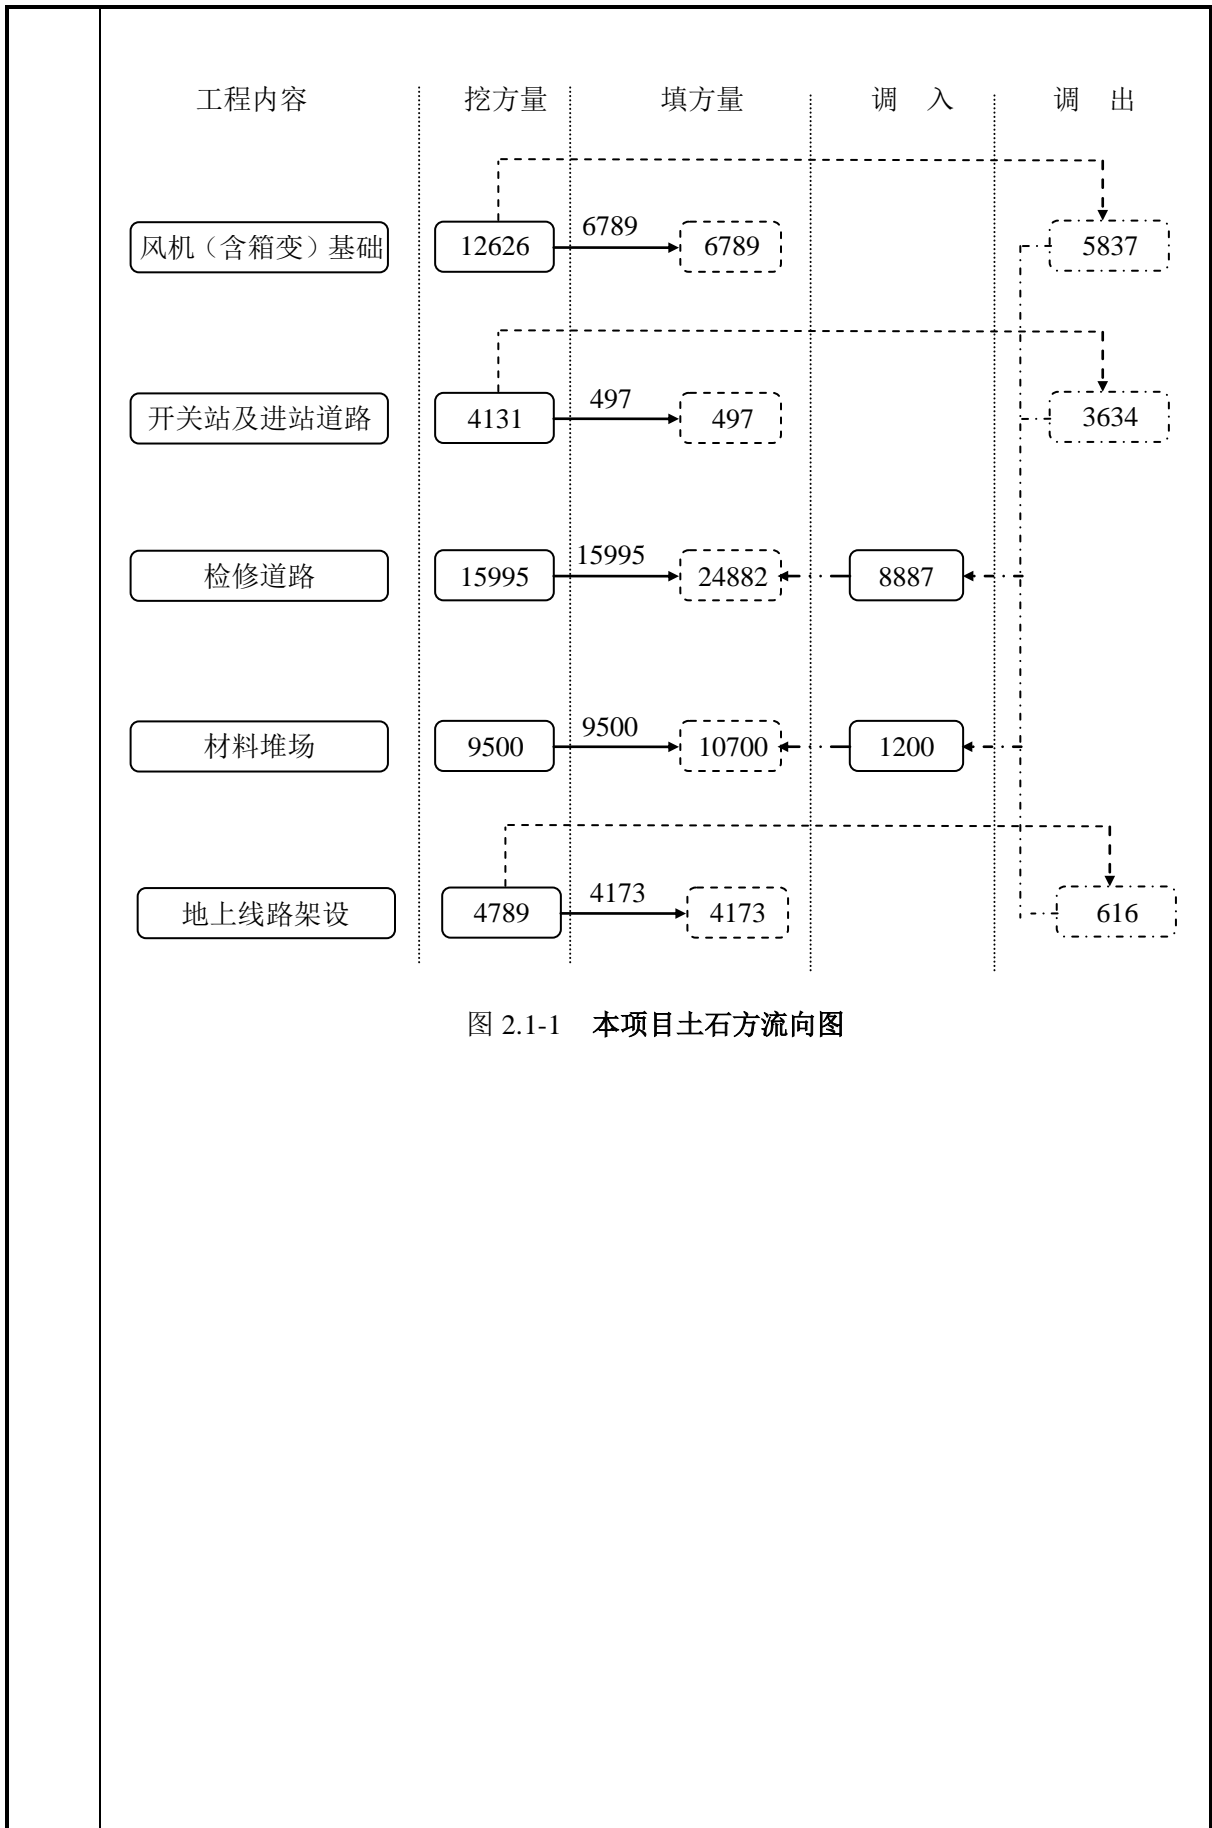 工程内容 挖方量 填方量 调 入 调 出
风机（含箱变）基础 12626 6789 6789 5837
开关站及进站道路 4131 497 497 3634
检修道路 15995 15995 24882 8887
材料堆场 9500 9500 10700 1200
地上线路架设 4789 4173 4173 616
图 2.1-1 本项目土石方流向图